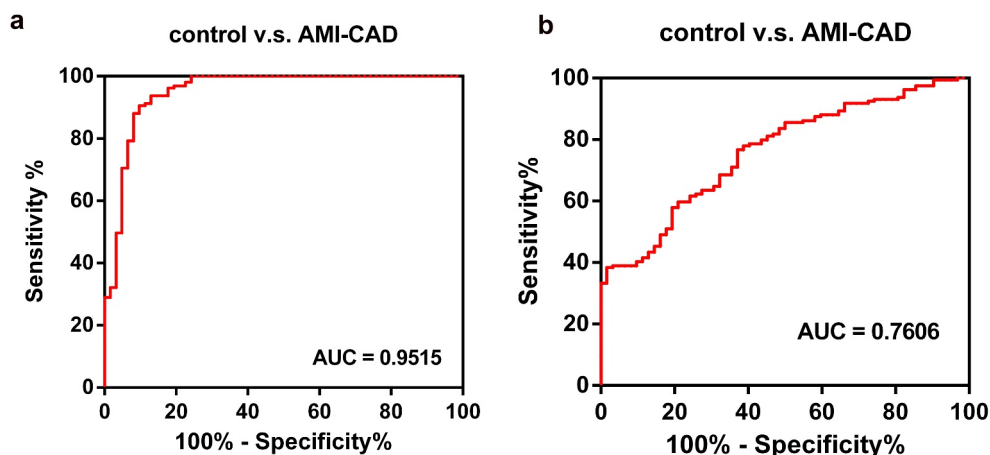 a
control v.s. AMI-CAD
100
80
60
40
20
0
Sensitivity %
AUC = 0.9515
0 20 40 60 80 100
100% - Specificity%
b
control v.s. AMI-CAD
100
80
60
40
20
0
Sensitivity%
AUC = 0.7606
0 20 40 60 80 100
100% - Specificity%